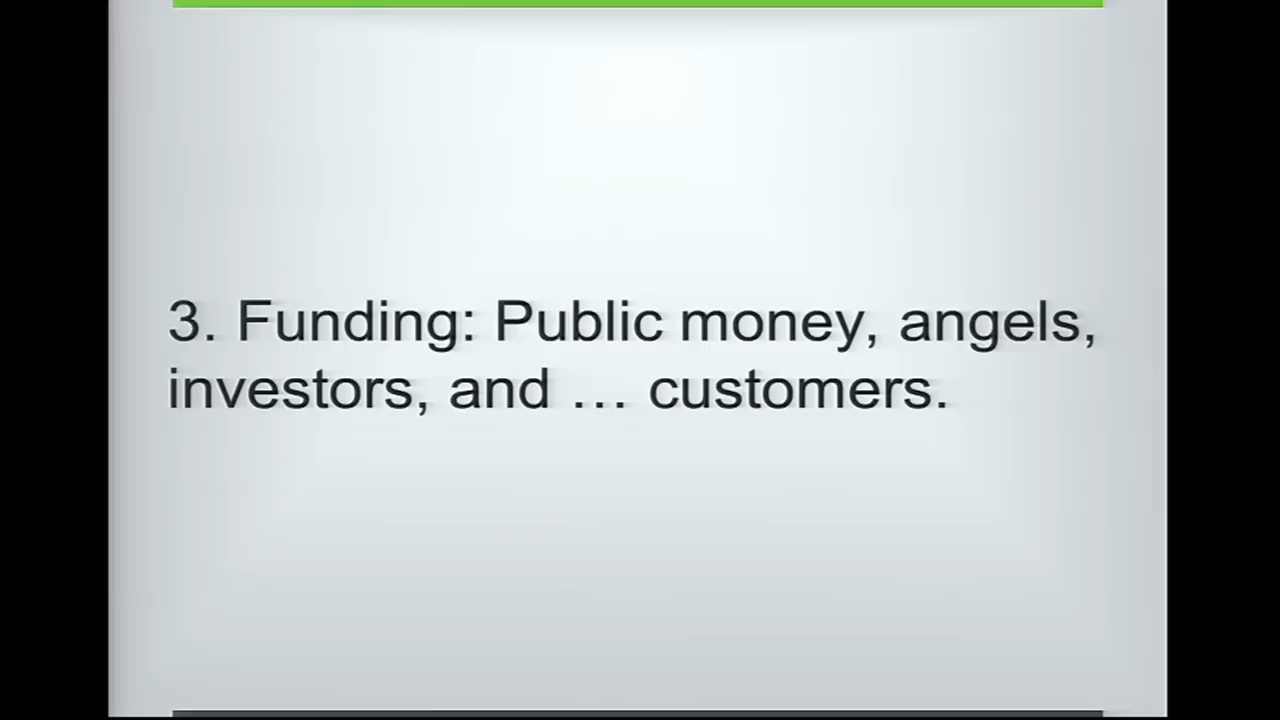 3. Funding: Public money, angels,
investors, and … customers.